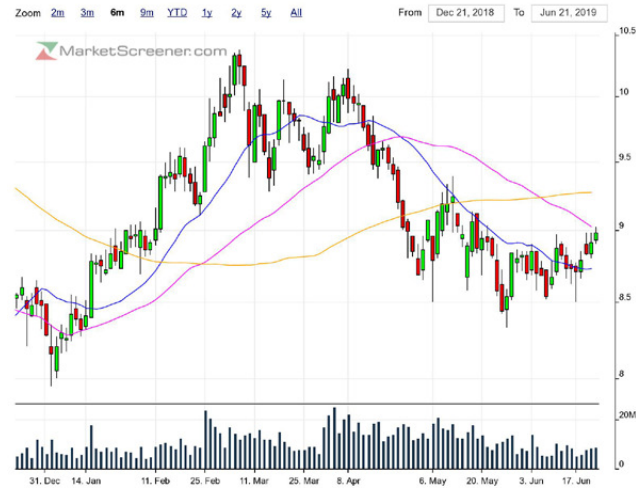 Zoom 2m 3m 6m 9m YTD 1y 2y 5y All From Dec 21, 2018 To Jun 21, 2019
MarketScreener.com
10.5
10
9.5
9
8.5
8
20M
0
31. Dec 14. Jan 11. Feb 25. Feb 11. Mar 25. Mar 8. Apr 6. May 20. May 3. Jun 17. Jun